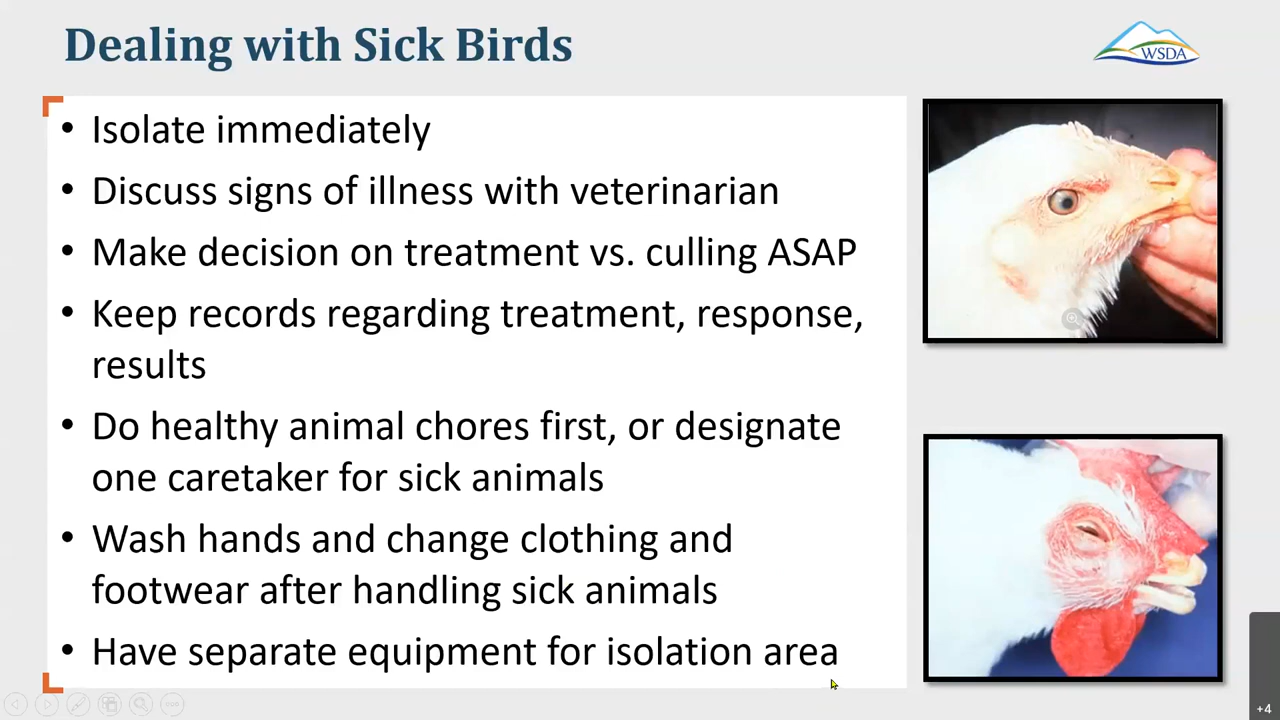 Dealing with Sick Birds
WSDA
• Isolate immediately
• Discuss signs of illness with veterinarian
• Make decision on treatment vs. culling ASAP
• Keep records regarding treatment, response,
results
• Do healthy animal chores first, or designate
one caretaker for sick animals
• Wash hands and change clothing and
footwear after handling sick animals
• Have separate equipment for isolation area
+4